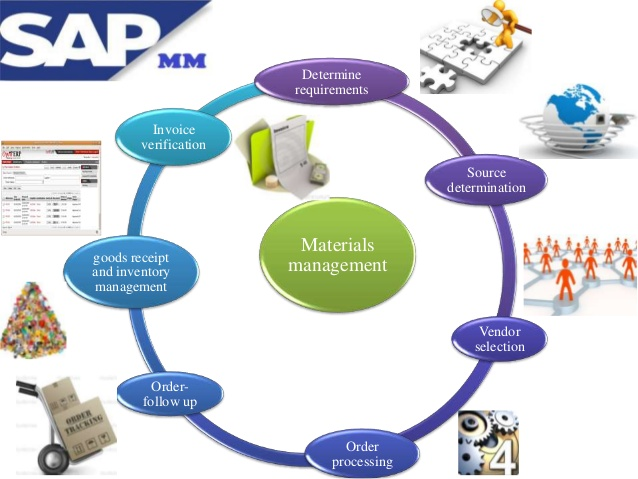 SAP
MM
Determine
requirements
Invoice
verification
Source
determination
Materials
management
goods receipt
and inventory
management
Vendor
selection
Order-
follow up
ORDER
TRACKING
Order
processing
4